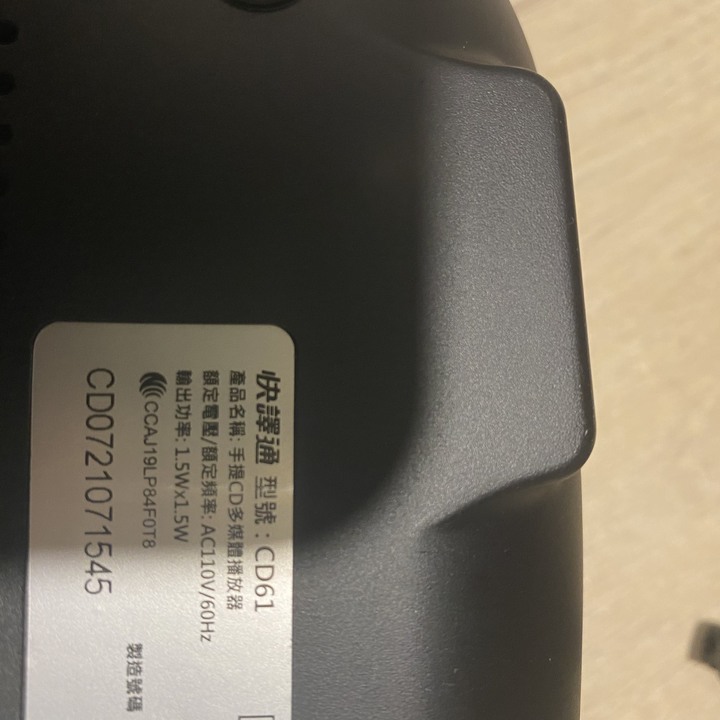 快譯通 型號：CD61
產品名稱: 手提CD多媒體播放器
額定電壓/額定頻率: AC110V/60Hz
輸出功率: 1.5Wx1.5W
CCAJ19LP84F0T8
製造號碼
CD0721071545